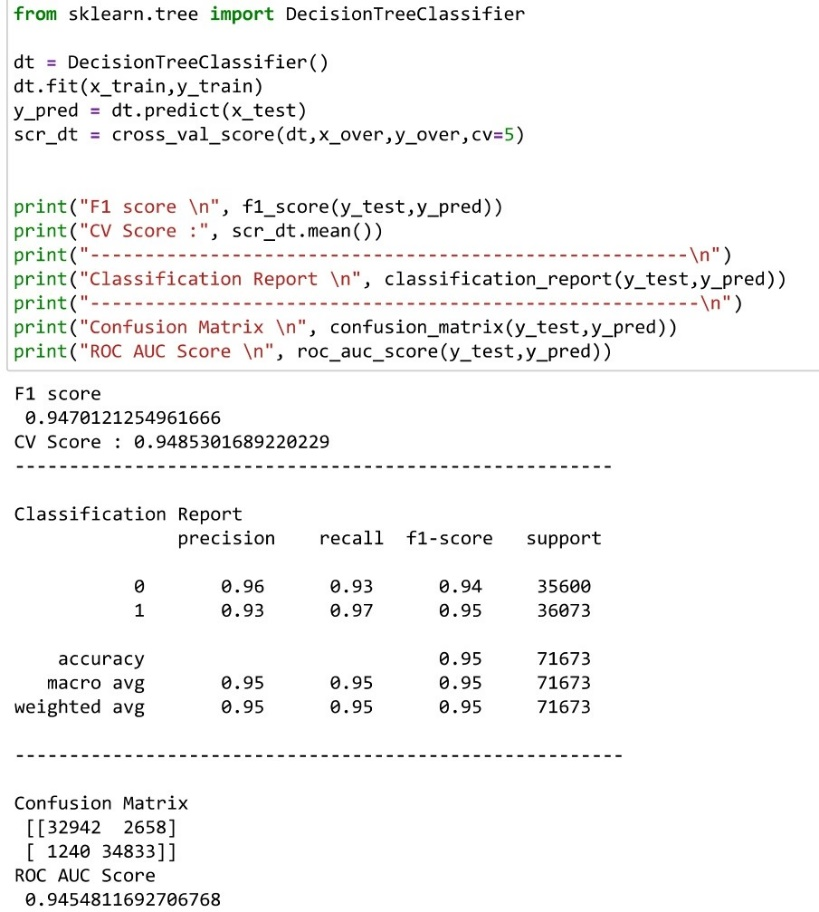 from sklearn.tree import DecisionTreeClassifier
dt = DecisionTreeClassifier()
dt.fit(x_train,y_train)
y_pred = dt.predict(x_test)
scr_dt = cross_val_score(dt,x_over,y_over,cv=5)
print("F1 score \n", f1_score(y_test,y_pred))
print("CV Score :", scr_dt.mean())
print("-------------------------------------------------------\n")
print("Classification Report \n", classification_report(y_test,y_pred))
print("--------------------------------------------------------\n")
print("Confusion Matrix \n", confusion_matrix(y_test,y_pred))
print("ROC AUC Score \n", roc_auc_score(y_test,y_pred))
F1 score
 0.9470121254961666
CV Score : 0.9485301689220229
-------------------------------------------------------
Classification Report
               precision    recall  f1-score   support
           0       0.96      0.93      0.94     35600
           1       0.93      0.97      0.95     36073
    accuracy                           0.95     71673
   macro avg       0.95      0.95      0.95     71673
weighted avg       0.95      0.95      0.95     71673
--------------------------------------------------------
Confusion Matrix
 [[32942  2658]
 [ 1240 34833]]
ROC AUC Score
 0.9454811692706768